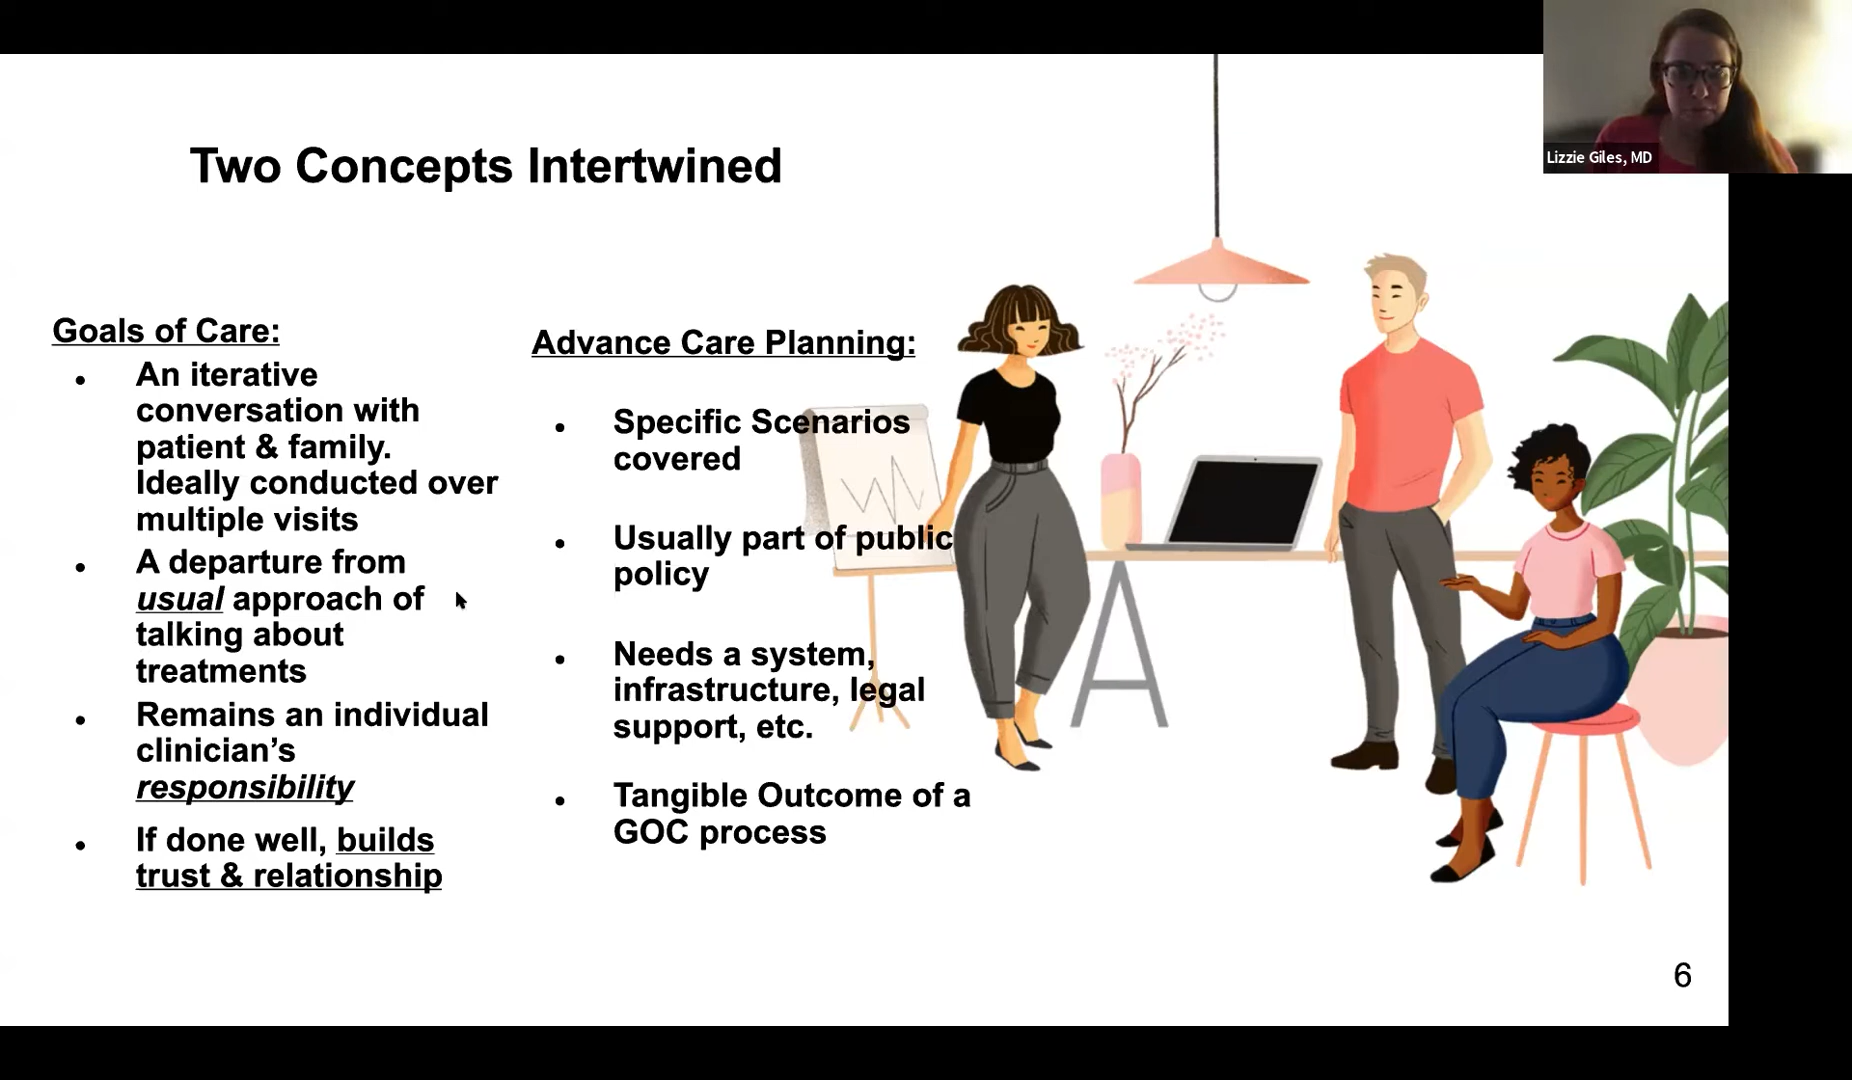 Lizzie Giles, MD
Two Concepts Intertwined
Goals of Care:
• An iterative
conversation with
patient & family.
Ideally conducted over
multiple visits
• A departure from
usual approach of
talking about
treatments
• Remains an individual
clinician’s
responsibility
• If done well, builds
trust & relationship
Advance Care Planning:
• Specific Scenarios
covered
• Usually part of public
policy
• Needs a system,
infrastructure, legal
support, etc.
• Tangible Outcome of a
GOC process
6